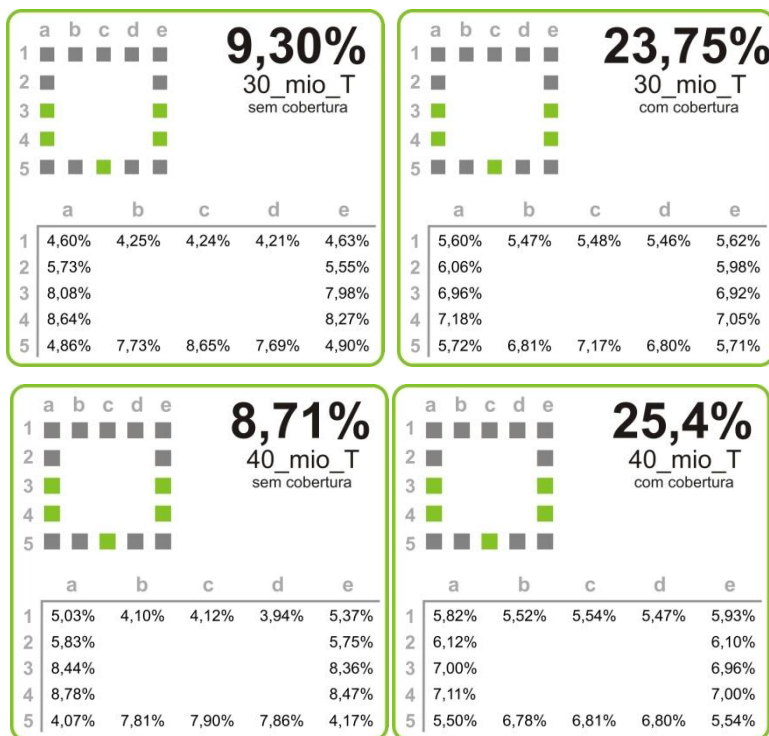 a b c d e
1
2
3
4
5
9,30%
30_mio_T
sem cobertura
a b c d e
1 4,60% 4,25% 4,24% 4,21% 4,63%
2 5,73% 5,55%
3 8,08% 7,98%
4 8,64% 8,27%
5 4,86% 7,73% 8,65% 7,69% 4,90%
a b c d e
1
2
3
4
5
23,75%
30_mio_T
com cobertura
a b c d e
1 5,60% 5,47% 5,48% 5,46% 5,62%
2 6,06% 5,98%
3 6,96% 6,92%
4 7,18% 7,05%
5 5,72% 6,81% 7,17% 6,80% 5,71%
a b c d e
1
2
3
4
5
8,71%
40_mio_T
sem cobertura
a b c d e
1 5,03% 4,10% 4,12% 3,94% 5,37%
2 5,83% 5,75%
3 8,44% 8,36%
4 8,78% 8,47%
5 4,07% 7,81% 7,90% 7,86% 4,17%
a b c d e
1
2
3
4
5
25,4%
40_mio_T
com cobertura
a b c d e
1 5,82% 5,52% 5,54% 5,47% 5,93%
2 6,12% 6,10%
3 7,00% 6,96%
4 7,11% 7,00%
5 5,50% 6,78% 6,81% 6,80% 5,54%